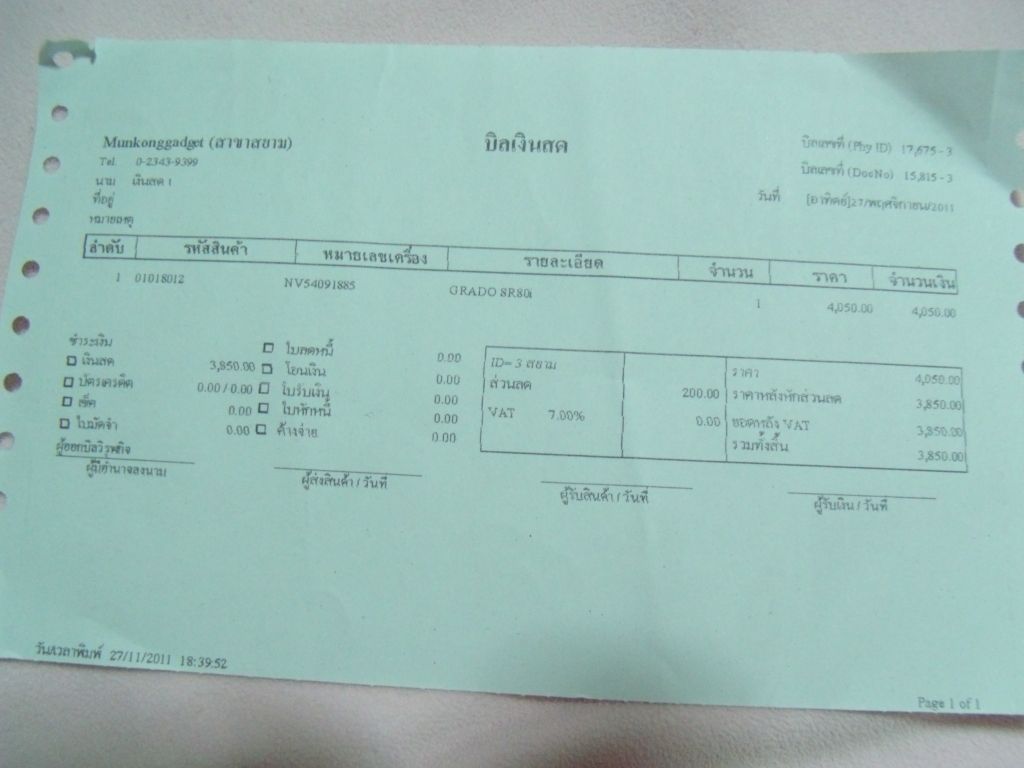 Munkonggadget (สาขาสยาม)
บิลเงินสด
บิลเลขที่ (Phy ID) 17,675 - 3
Tel. 0-2343-9399
บิลเลขที่ (DocNo) 15,815 - 3
นาม เงินสด 1
วันที่ [อาทิตย์]27/พฤศจิกายน/2011
ที่อยู่
หมายเหตุ
ลำดับ รหัสสินค้า หมายเลขเครื่อง รายละเอียด จำนวน ราคา จำนวนเงิน
1 01018012 NV54091885 GRADO SR80i 1 4,050.00 4,050.00
ชำระเงิน
เงินสด 3,850.00 ใบลดหนี้ 0.00
บัตรเครดิต 0.00 / 0.00 โอนเงิน 0.00
เช็ค 0.00 ใบรับเงิน 0.00
ใบมัดจำ 0.00 ใบหักหนี้ 0.00
ค้างจ่าย 0.00
ID= 3 สยาม ราคา 4,050.00
ส่วนลด 200.00 ราคาหลังหักส่วนลด 3,850.00
VAT 7.00% 0.00 ยอดรวมถึง VAT 3,850.00
รวมทั้งสิ้น 3,850.00
ผู้ออกบิล
ผู้มีอำนาจลงนาม ผู้ส่งสินค้า / วันที่ ผู้รับสินค้า / วันที่ ผู้รับเงิน / วันที่
วัน/เวลาพิมพ์ 27/11/2011 18:39:52
Page 1 of 1